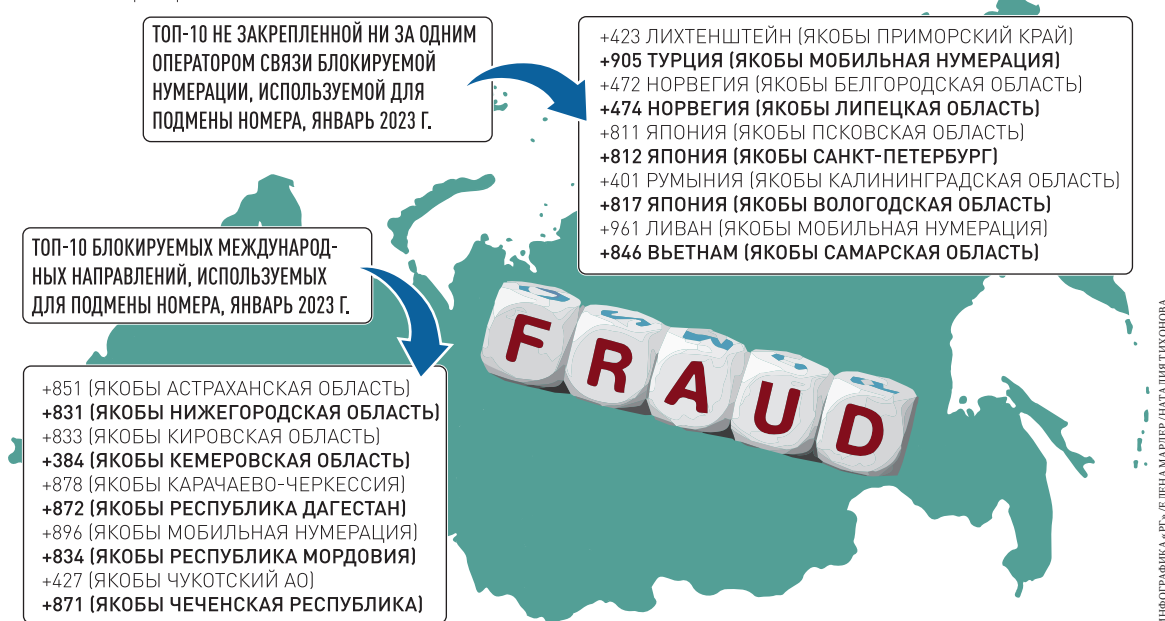 ТОП-10 НЕ ЗАКРЕПЛЕННОЙ НИ ЗА ОДНИМ
ОПЕРАТОРОМ СВЯЗИ БЛОКИРУЕМОЙ
НУМЕРАЦИИ, ИСПОЛЬЗУЕМОЙ ДЛЯ
ПОДМЕНЫ НОМЕРА, ЯНВАРЬ 2023 Г.
+423 ЛИХТЕНШТЕЙН (ЯКОБЫ ПРИМОРСКИЙ КРАЙ)
+905 ТУРЦИЯ (ЯКОБЫ МОБИЛЬНАЯ НУМЕРАЦИЯ)
+472 НОРВЕГИЯ (ЯКОБЫ БЕЛГОРОДСКАЯ ОБЛАСТЬ)
+474 НОРВЕГИЯ (ЯКОБЫ ЛИПЕЦКАЯ ОБЛАСТЬ)
+811 ЯПОНИЯ (ЯКОБЫ ПСКОВСКАЯ ОБЛАСТЬ)
+812 ЯПОНИЯ (ЯКОБЫ САНКТ-ПЕТЕРБУРГ)
+401 РУМЫНИЯ (ЯКОБЫ КАЛИНИНГРАДСКАЯ ОБЛАСТЬ)
+817 ЯПОНИЯ (ЯКОБЫ ВОЛОГОДСКАЯ ОБЛАСТЬ)
+961 ЛИВАН (ЯКОБЫ МОБИЛЬНАЯ НУМЕРАЦИЯ)
+846 ВЬЕТНАМ (ЯКОБЫ САМАРСКАЯ ОБЛАСТЬ)
ТОП-10 БЛОКИРУЕМЫХ МЕЖДУНАРОД-
НЫХ НАПРАВЛЕНИЙ, ИСПОЛЬЗУЕМЫХ
ДЛЯ ПОДМЕНЫ НОМЕРА, ЯНВАРЬ 2023 Г.
+851 (ЯКОБЫ АСТРАХАНСКАЯ ОБЛАСТЬ)
+831 (ЯКОБЫ НИЖЕГОРОДСКАЯ ОБЛАСТЬ)
+833 (ЯКОБЫ КИРОВСКАЯ ОБЛАСТЬ)
+384 (ЯКОБЫ КЕМЕРОВСКАЯ ОБЛАСТЬ)
+878 (ЯКОБЫ КАРАЧАЕВО-ЧЕРКЕССИЯ)
+872 (ЯКОБЫ РЕСПУБЛИКА ДАГЕСТАН)
+896 (ЯКОБЫ МОБИЛЬНАЯ НУМЕРАЦИЯ)
+834 (ЯКОБЫ РЕСПУБЛИКА МОРДОВИЯ)
+427 (ЯКОБЫ ЧУКОТСКИЙ АО)
+871 (ЯКОБЫ ЧЕЧЕНСКАЯ РЕСПУБЛИКА)
FRAUD
ИНФОГРАФИКА «РГ» /ЕЛЕНА МАРДЕР /НАТАЛИЯ ТИХОНОВА